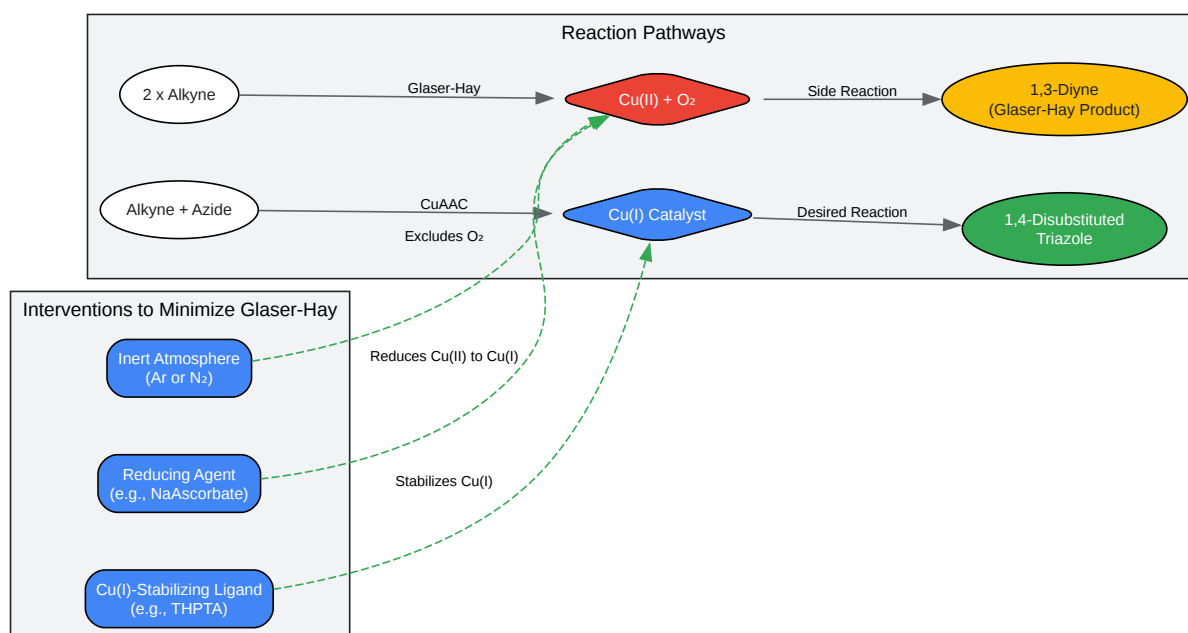 Reaction Pathways
2 x Alkyne
Glaser-Hay
Cu(II) + O₂
Side Reaction
1,3-Diyne
(Glaser-Hay Product)
Alkyne + Azide
CuAAC
Cu(I) Catalyst
Desired Reaction
1,4-Disubstituted
Triazole
Excludes O₂
Interventions to Minimize Glaser-Hay
Inert Atmosphere
(Ar or N₂)
Reduces Cu(II) to Cu(I)
Reducing Agent
(e.g., NaAscorbate)
Stabilizes Cu(I)
Cu(I)-Stabilizing Ligand
(e.g., THPTA)